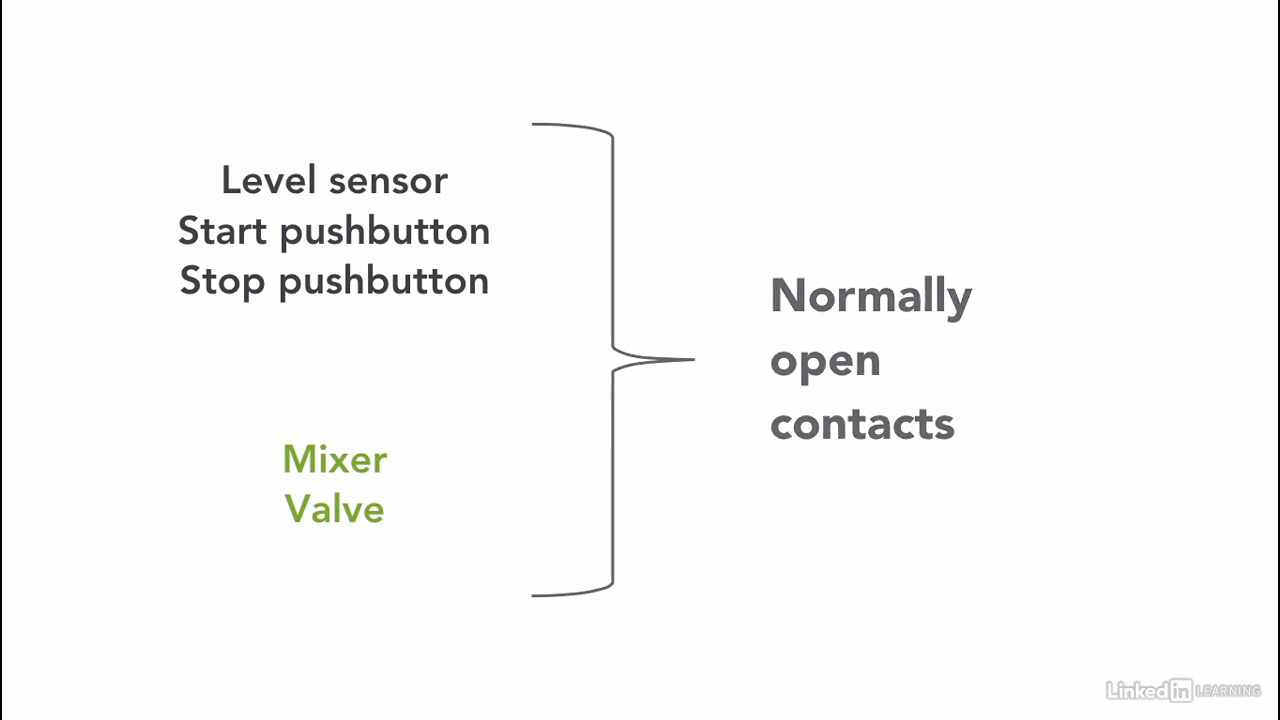 Level sensor
Start pushbutton
Stop pushbutton
Mixer
Valve
Normally
open
contacts
Linked in LEARNING